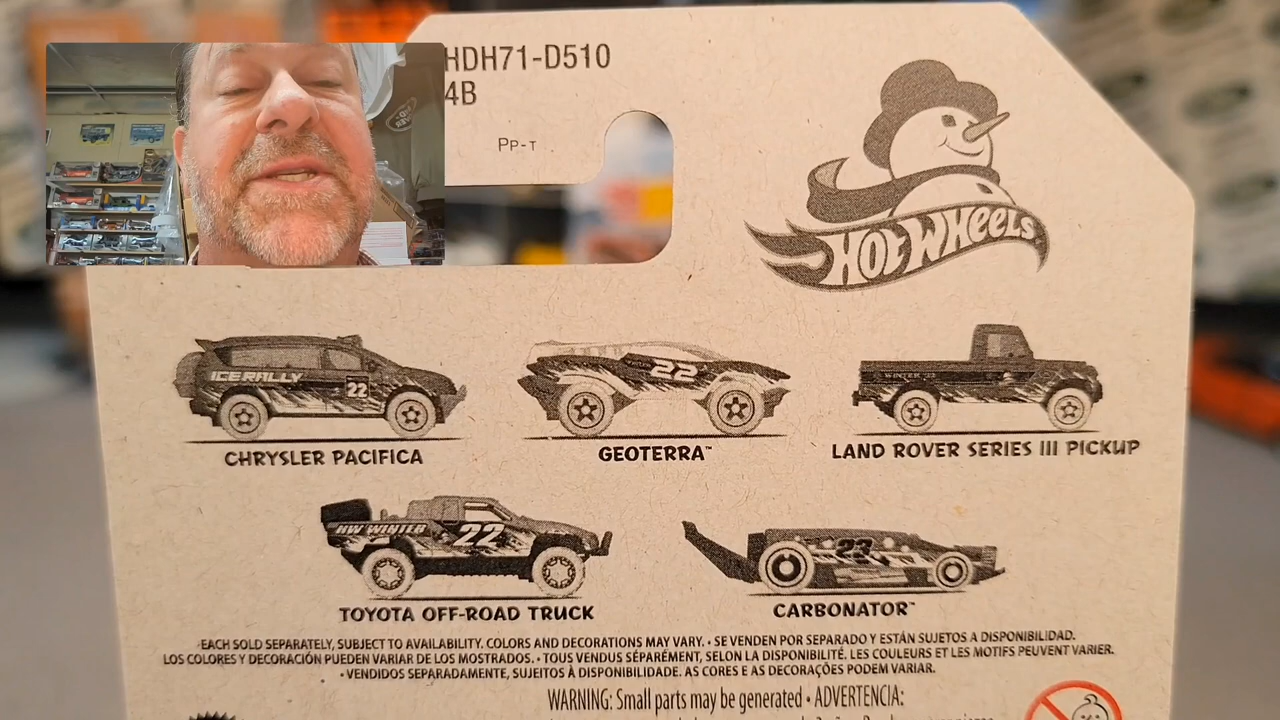 HDH71-D510
4B
PP-T
HOT WHEELS
ICE RALLY
22
22
WINTER
CHRYSLER PACIFICA
GEOTERRA™
LAND ROVER SERIES III PICKUP
HW WINTER
22
23
TOYOTA OFF-ROAD TRUCK
CARBONATOR™
•EACH SOLD SEPARATELY, SUBJECT TO AVAILABILITY. COLORS AND DECORATIONS MAY VARY. • SE VENDEN POR SEPARADO Y ESTÁN SUJETOS A DISPONIBILIDAD.
LOS COLORES Y DECORACIÓN PUEDEN VARIAR DE LOS MOSTRADOS. • TOUS VENDUS SÉPARÉMENT, SELON LA DISPONIBILITÉ. LES COULEURS ET LES MOTIFS PEUVENT VARIER.
• VENDIDOS SEPARADAMENTE, SUJEITOS À DISPONIBILIDADE. AS CORES E AS DECORAÇÕES PODEM VARIAR.
WARNING: Small parts may be generated • ADVERTENCIA: